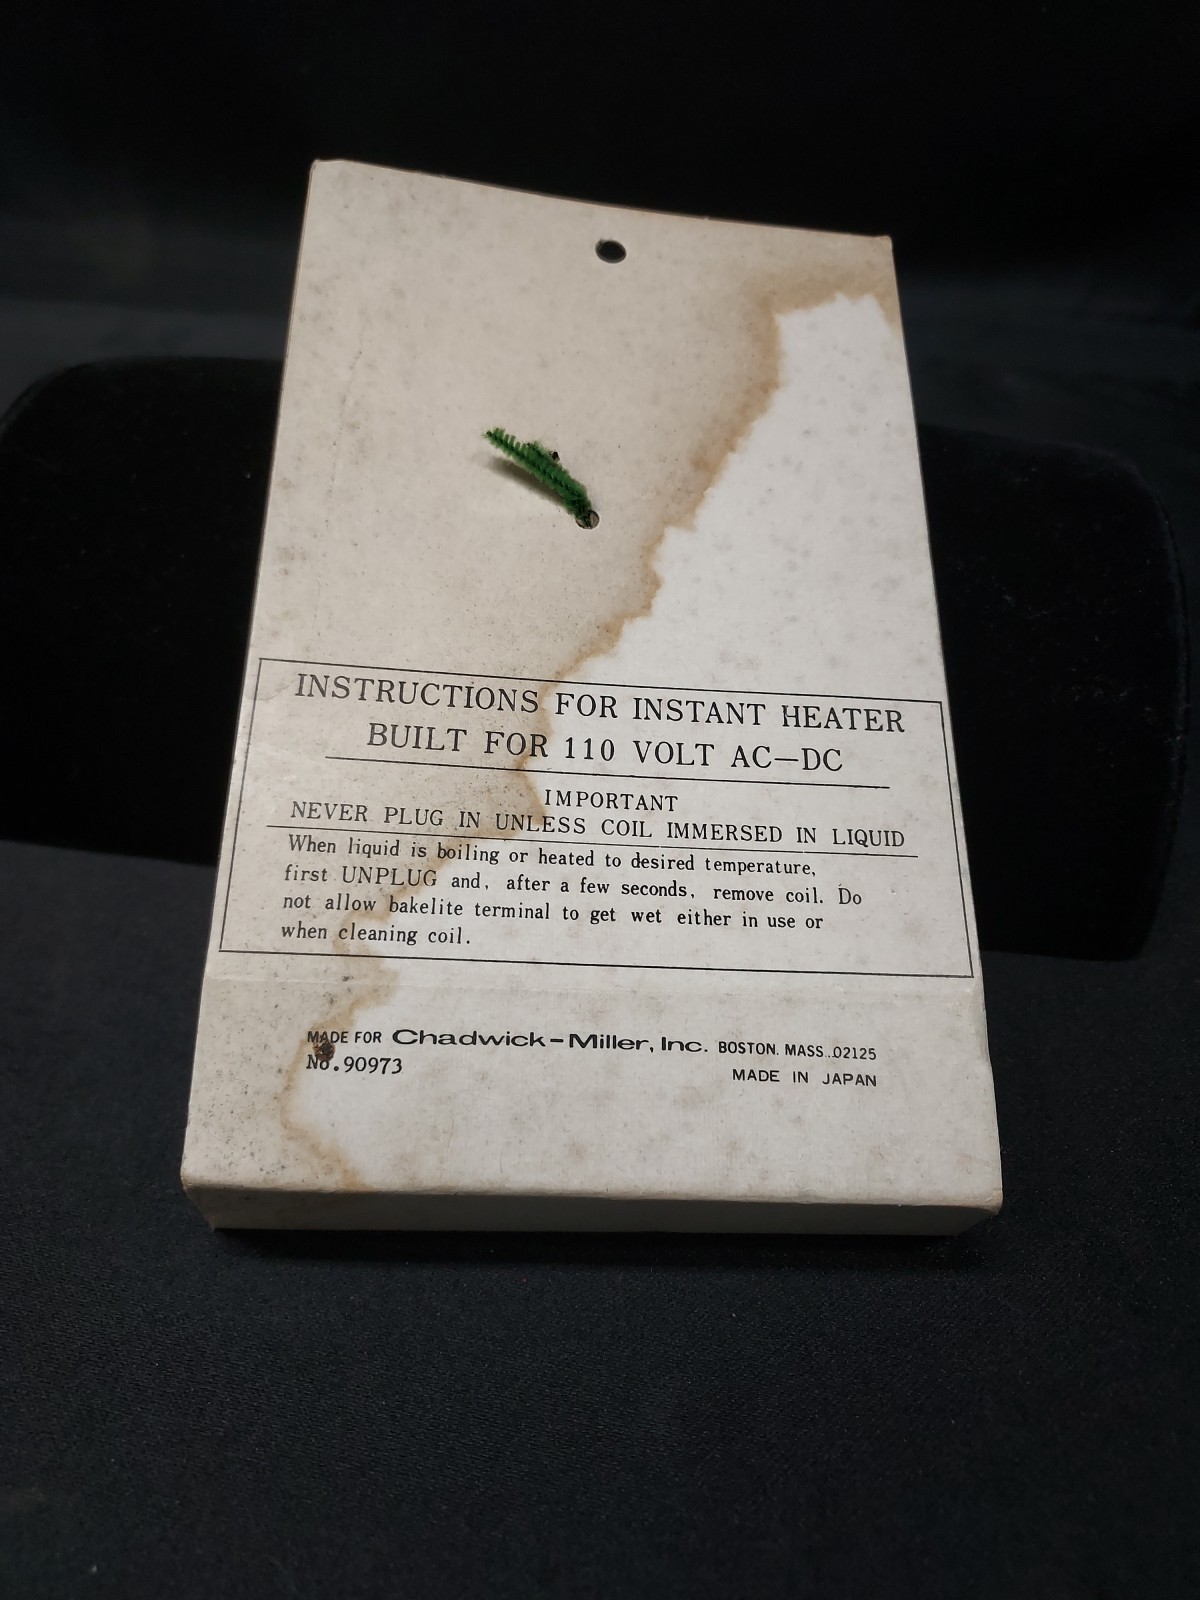 INSTRUCTIONS FOR INSTANT HEATER
BUILT FOR 110 VOLT AC—DC
IMPORTANT
NEVER PLUG IN UNLESS COIL IMMERSED IN LIQUID
When liquid is boiling or heated to desired temperature,
first UNPLUG and, after a few seconds, remove coil. Do
not allow bakelite terminal to get wet either in use or
when cleaning coil.
MADE FOR Chadwick-Miller, Inc. BOSTON. MASS..02125
No.90973
MADE IN JAPAN